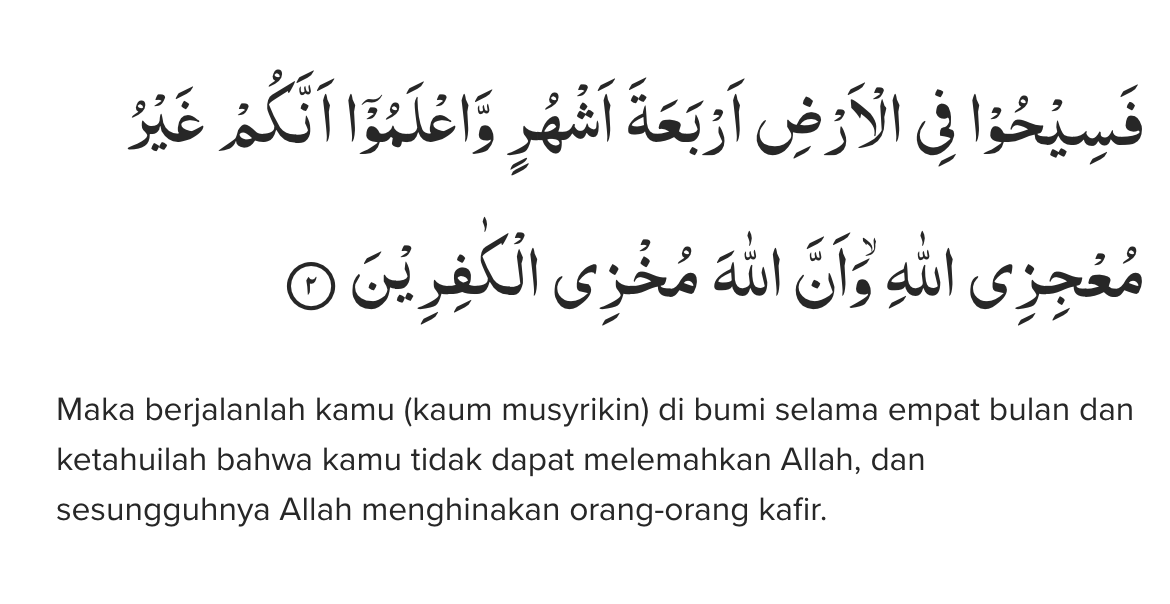 فَسِيْحُوْا فِى الْاَرْضِ اَرْبَعَةَ اَشْهُرٍ وَّاعْلَمُوْٓا اَنَّكُمْ غَيْرُ
مُعْجِزِى اللّٰهِ ۙوَاَنَّ اللّٰهَ مُخْزِى الْكٰفِرِيْنَ ٢
Maka berjalanlah kamu (kaum musyrikin) di bumi selama empat bulan dan
ketahuilah bahwa kamu tidak dapat melemahkan Allah, dan
sesungguhnya Allah menghinakan orang-orang kafir.